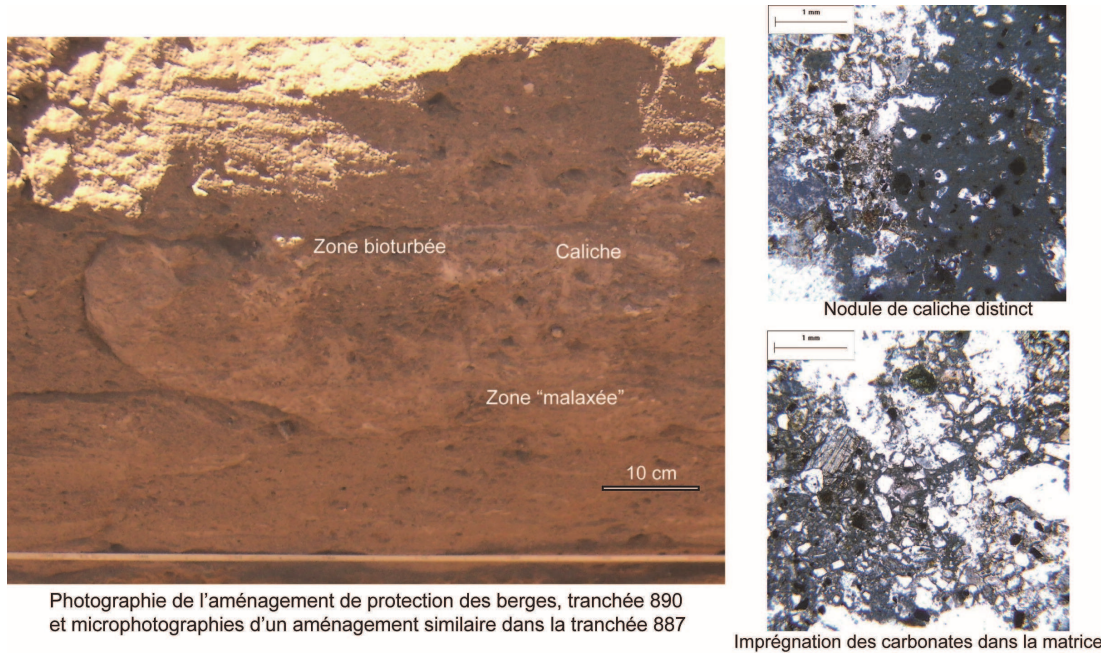 Zone bioturbée
Caliche
Zone “malaxée”
10 cm
Photographie de l’aménagement de protection des berges, tranchée 890
et microphotographies d’un aménagement similaire dans la tranchée 887
1 mm
Nodule de caliche distinct
1 mm
Imprégnation des carbonates dans la matrice